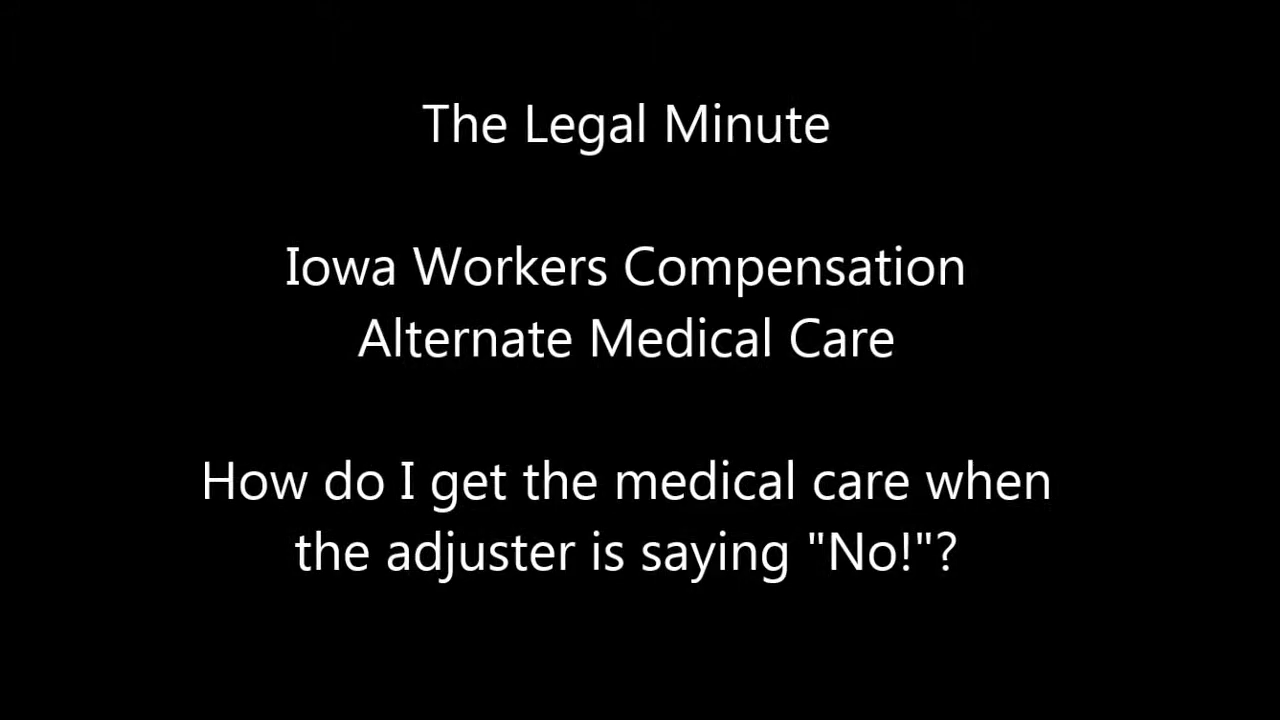 The Legal Minute
Iowa Workers Compensation
Alternate Medical Care
How do I get the medical care when
the adjuster is saying "No!"?